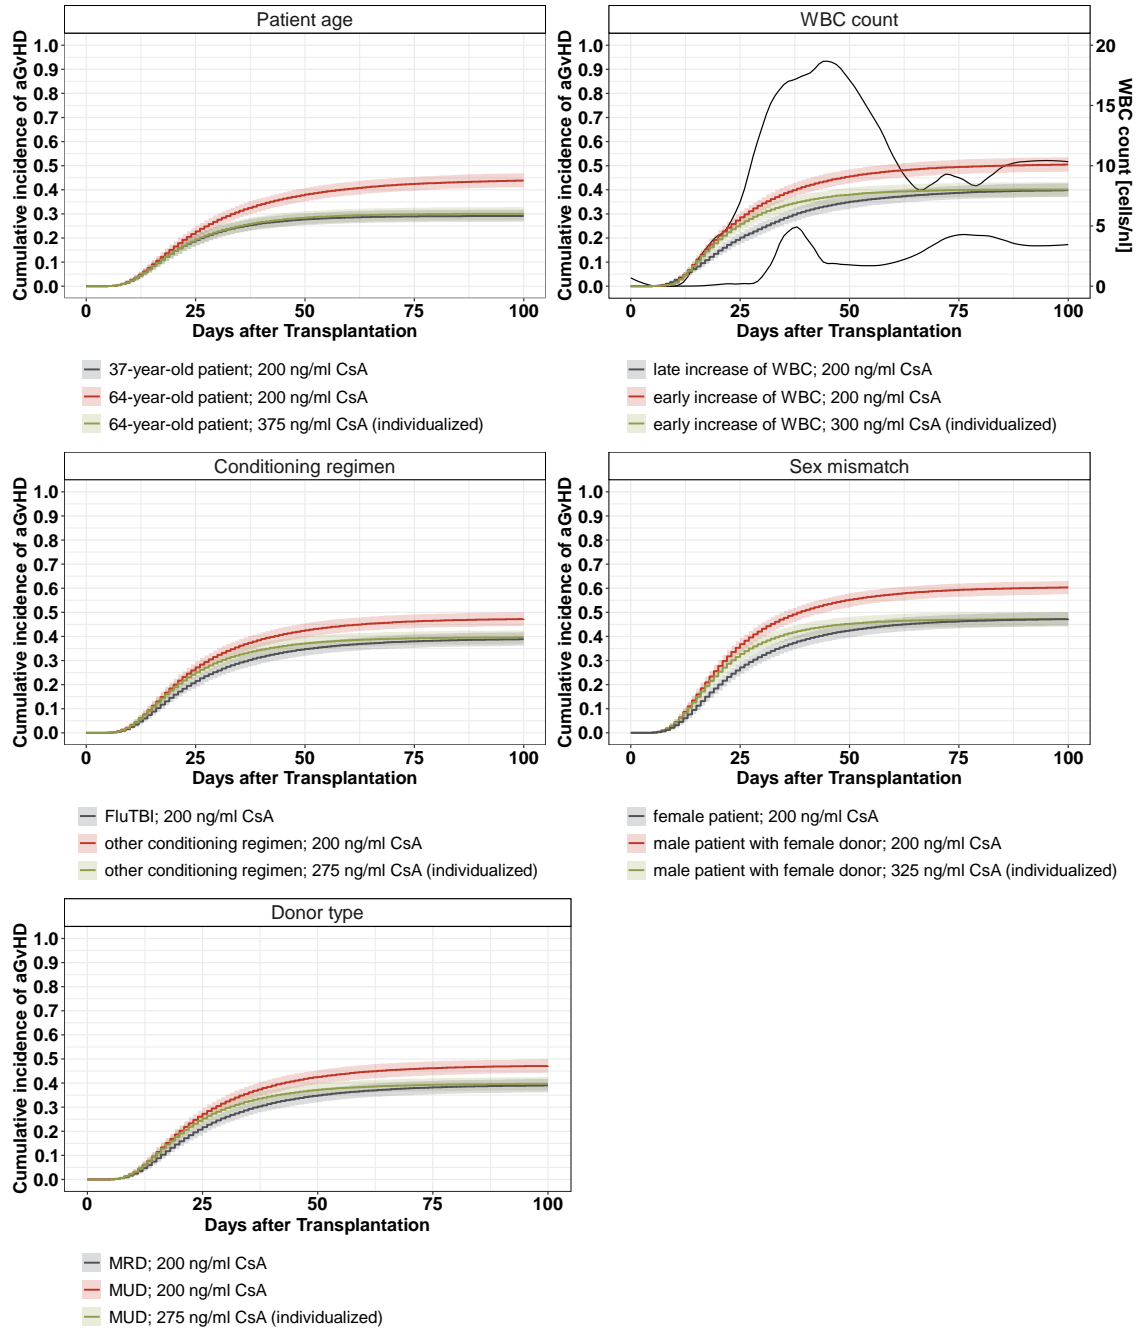 Patient age
Cumulative incidence of aGvHD
1.0
0.9
0.8
0.7
0.6
0.5
0.4
0.3
0.2
0.1
0.0
0 25 50 75 100
Days after Transplantation
37-year-old patient; 200 ng/ml CsA
64-year-old patient; 200 ng/ml CsA
64-year-old patient; 375 ng/ml CsA (individualized)
WBC count
Cumulative incidence of aGvHD
1.0
0.9
0.8
0.7
0.6
0.5
0.4
0.3
0.2
0.1
0.0
20
15
10
5
0
WBC count [cells/nl]
0 25 50 75 100
Days after Transplantation
late increase of WBC; 200 ng/ml CsA
early increase of WBC; 200 ng/ml CsA
early increase of WBC; 300 ng/ml CsA (individualized)
Conditioning regimen
Cumulative incidence of aGvHD
1.0
0.9
0.8
0.7
0.6
0.5
0.4
0.3
0.2
0.1
0.0
0 25 50 75 100
Days after Transplantation
FluTBI; 200 ng/ml CsA
other conditioning regimen; 200 ng/ml CsA
other conditioning regimen; 275 ng/ml CsA (individualized)
Sex mismatch
Cumulative incidence of aGvHD
1.0
0.9
0.8
0.7
0.6
0.5
0.4
0.3
0.2
0.1
0.0
0 25 50 75 100
Days after Transplantation
female patient; 200 ng/ml CsA
male patient with female donor; 200 ng/ml CsA
male patient with female donor; 325 ng/ml CsA (individualized)
Donor type
Cumulative incidence of aGvHD
1.0
0.9
0.8
0.7
0.6
0.5
0.4
0.3
0.2
0.1
0.0
0 25 50 75 100
Days after Transplantation
MRD; 200 ng/ml CsA
MUD; 200 ng/ml CsA
MUD; 275 ng/ml CsA (individualized)